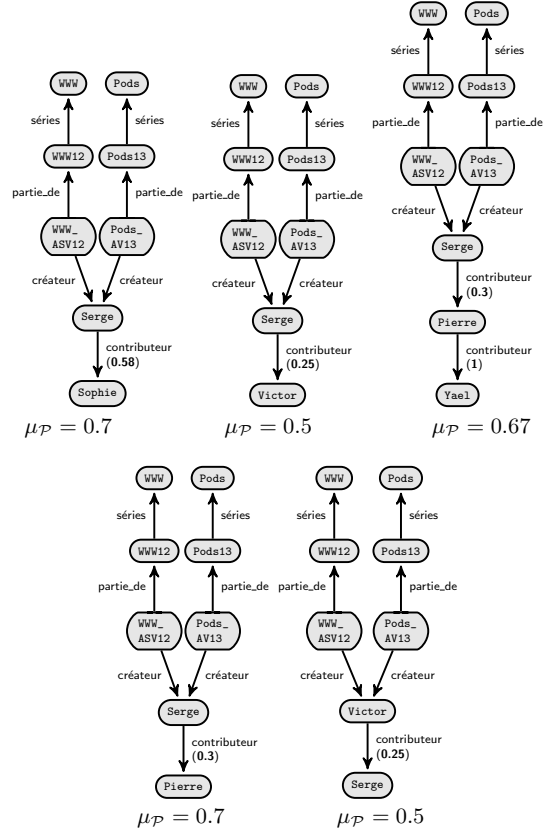 WWW Pods
séries séries
WWW12 Pods13
partie_de partie_de
WWW_
ASV12
Pods_
AV13
créateur créateur
Serge
contributeur
(0.58)
Sophie
μ𝒫 = 0.7
WWW Pods
séries séries
WWW12 Pods13
partie_de partie_de
WWW_
ASV12
Pods_
AV13
créateur créateur
Serge
contributeur
(0.25)
Victor
μ𝒫 = 0.5
WWW Pods
séries séries
WWW12 Pods13
partie_de partie_de
WWW_
ASV12
Pods_
AV13
créateur créateur
Serge
contributeur
(0.3)
Pierre
contributeur
(1)
Yael
μ𝒫 = 0.67
WWW Pods
séries séries
WWW12 Pods13
partie_de partie_de
WWW_
ASV12
Pods_
AV13
créateur créateur
Serge
contributeur
(0.3)
Pierre
μ𝒫 = 0.7
WWW Pods
séries séries
WWW12 Pods13
partie_de partie_de
WWW_
ASV12
Pods_
AV13
créateur créateur
Victor
contributeur
(0.25)
Serge
μ𝒫 = 0.5